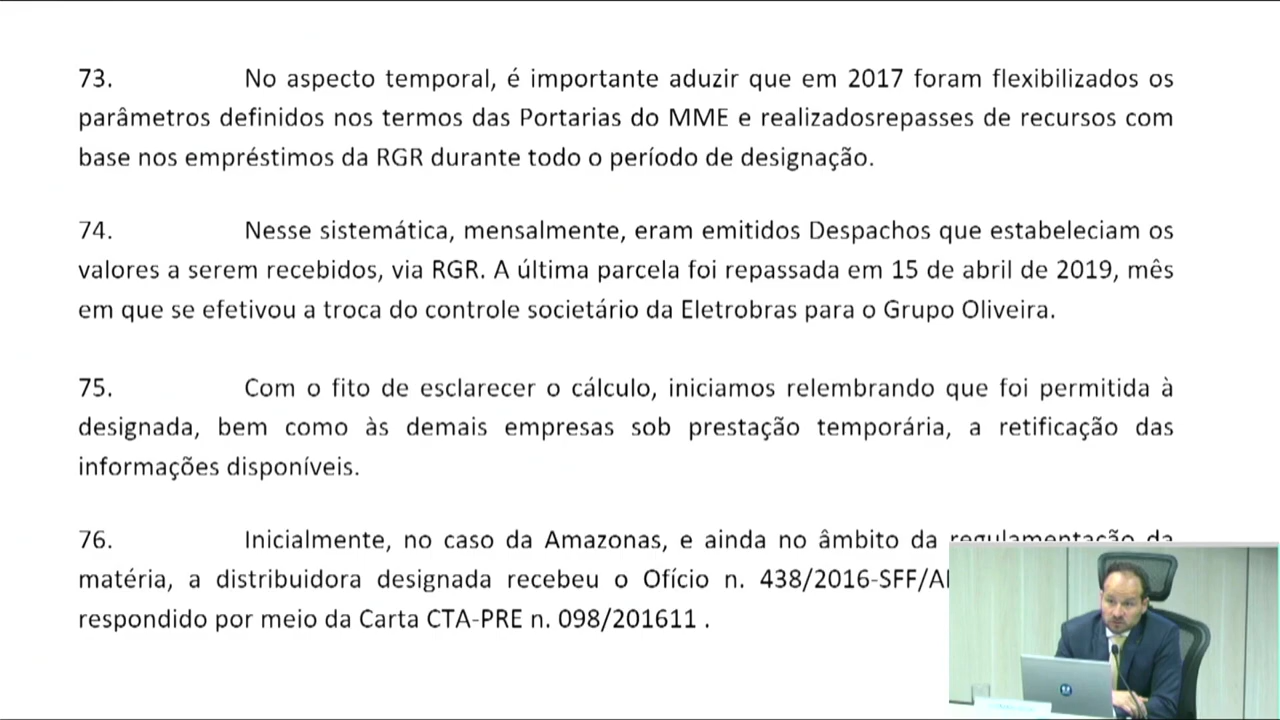 73. No aspecto temporal, é importante aduzir que em 2017 foram flexibilizados os
parâmetros definidos nos termos das Portarias do MME e realizadosrepasses de recursos com
base nos empréstimos da RGR durante todo o período de designação.
74. Nesse sistemática, mensalmente, eram emitidos Despachos que estabeleciam os
valores a serem recebidos, via RGR. A última parcela foi repassada em 15 de abril de 2019, mês
em que se efetivou a troca do controle societário da Eletrobras para o Grupo Oliveira.
75. Com o fito de esclarecer o cálculo, iniciamos relembrando que foi permitida à
designada, bem como às demais empresas sob prestação temporária, a retificação das
informações disponíveis.
76. Inicialmente, no caso da Amazonas, e ainda no âmbito da regulamentação da
matéria, a distribuidora designada recebeu o Ofício n. 438/2016-SFF/
respondido por meio da Carta CTA-PRE n. 098/201611 .